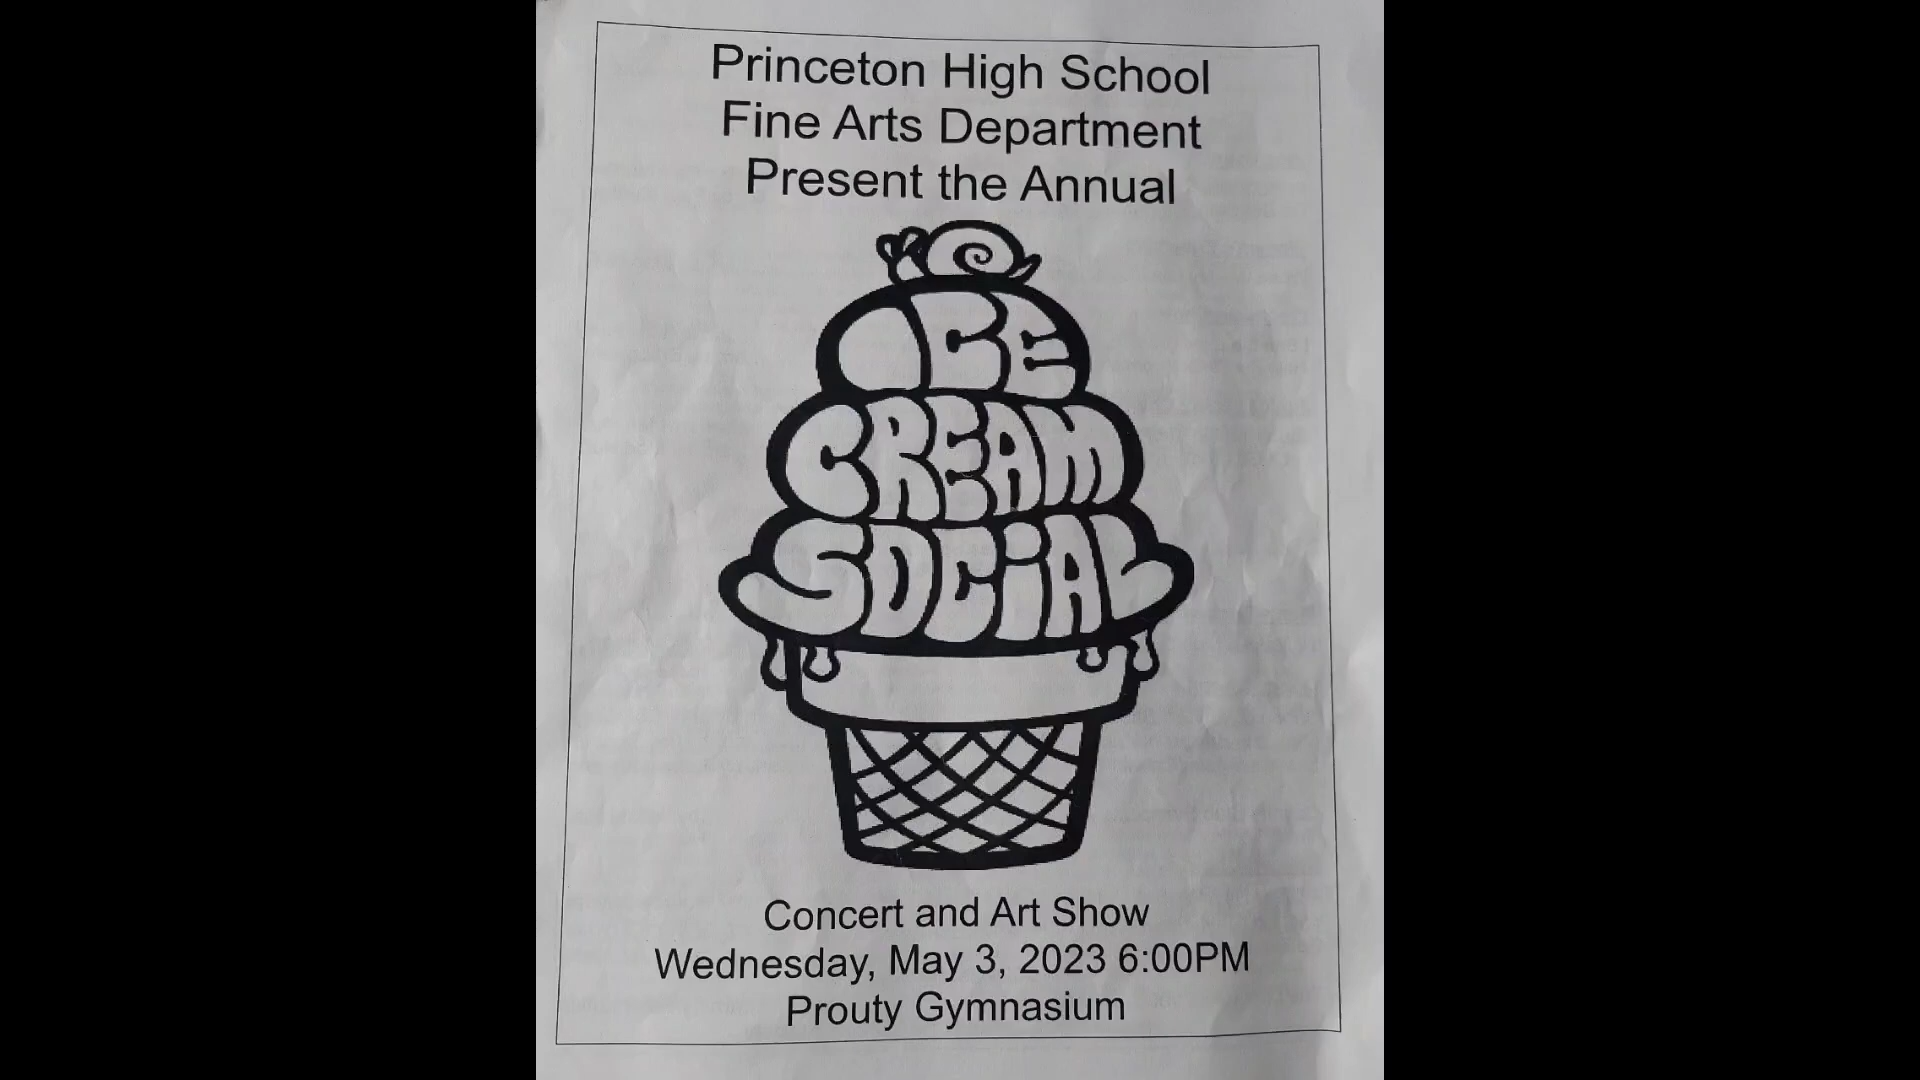 Princeton High School
Fine Arts Department
Present the Annual
ICE
CREAM
SOCiAL
Concert and Art Show
Wednesday, May 3, 2023 6:00PM
Prouty Gymnasium